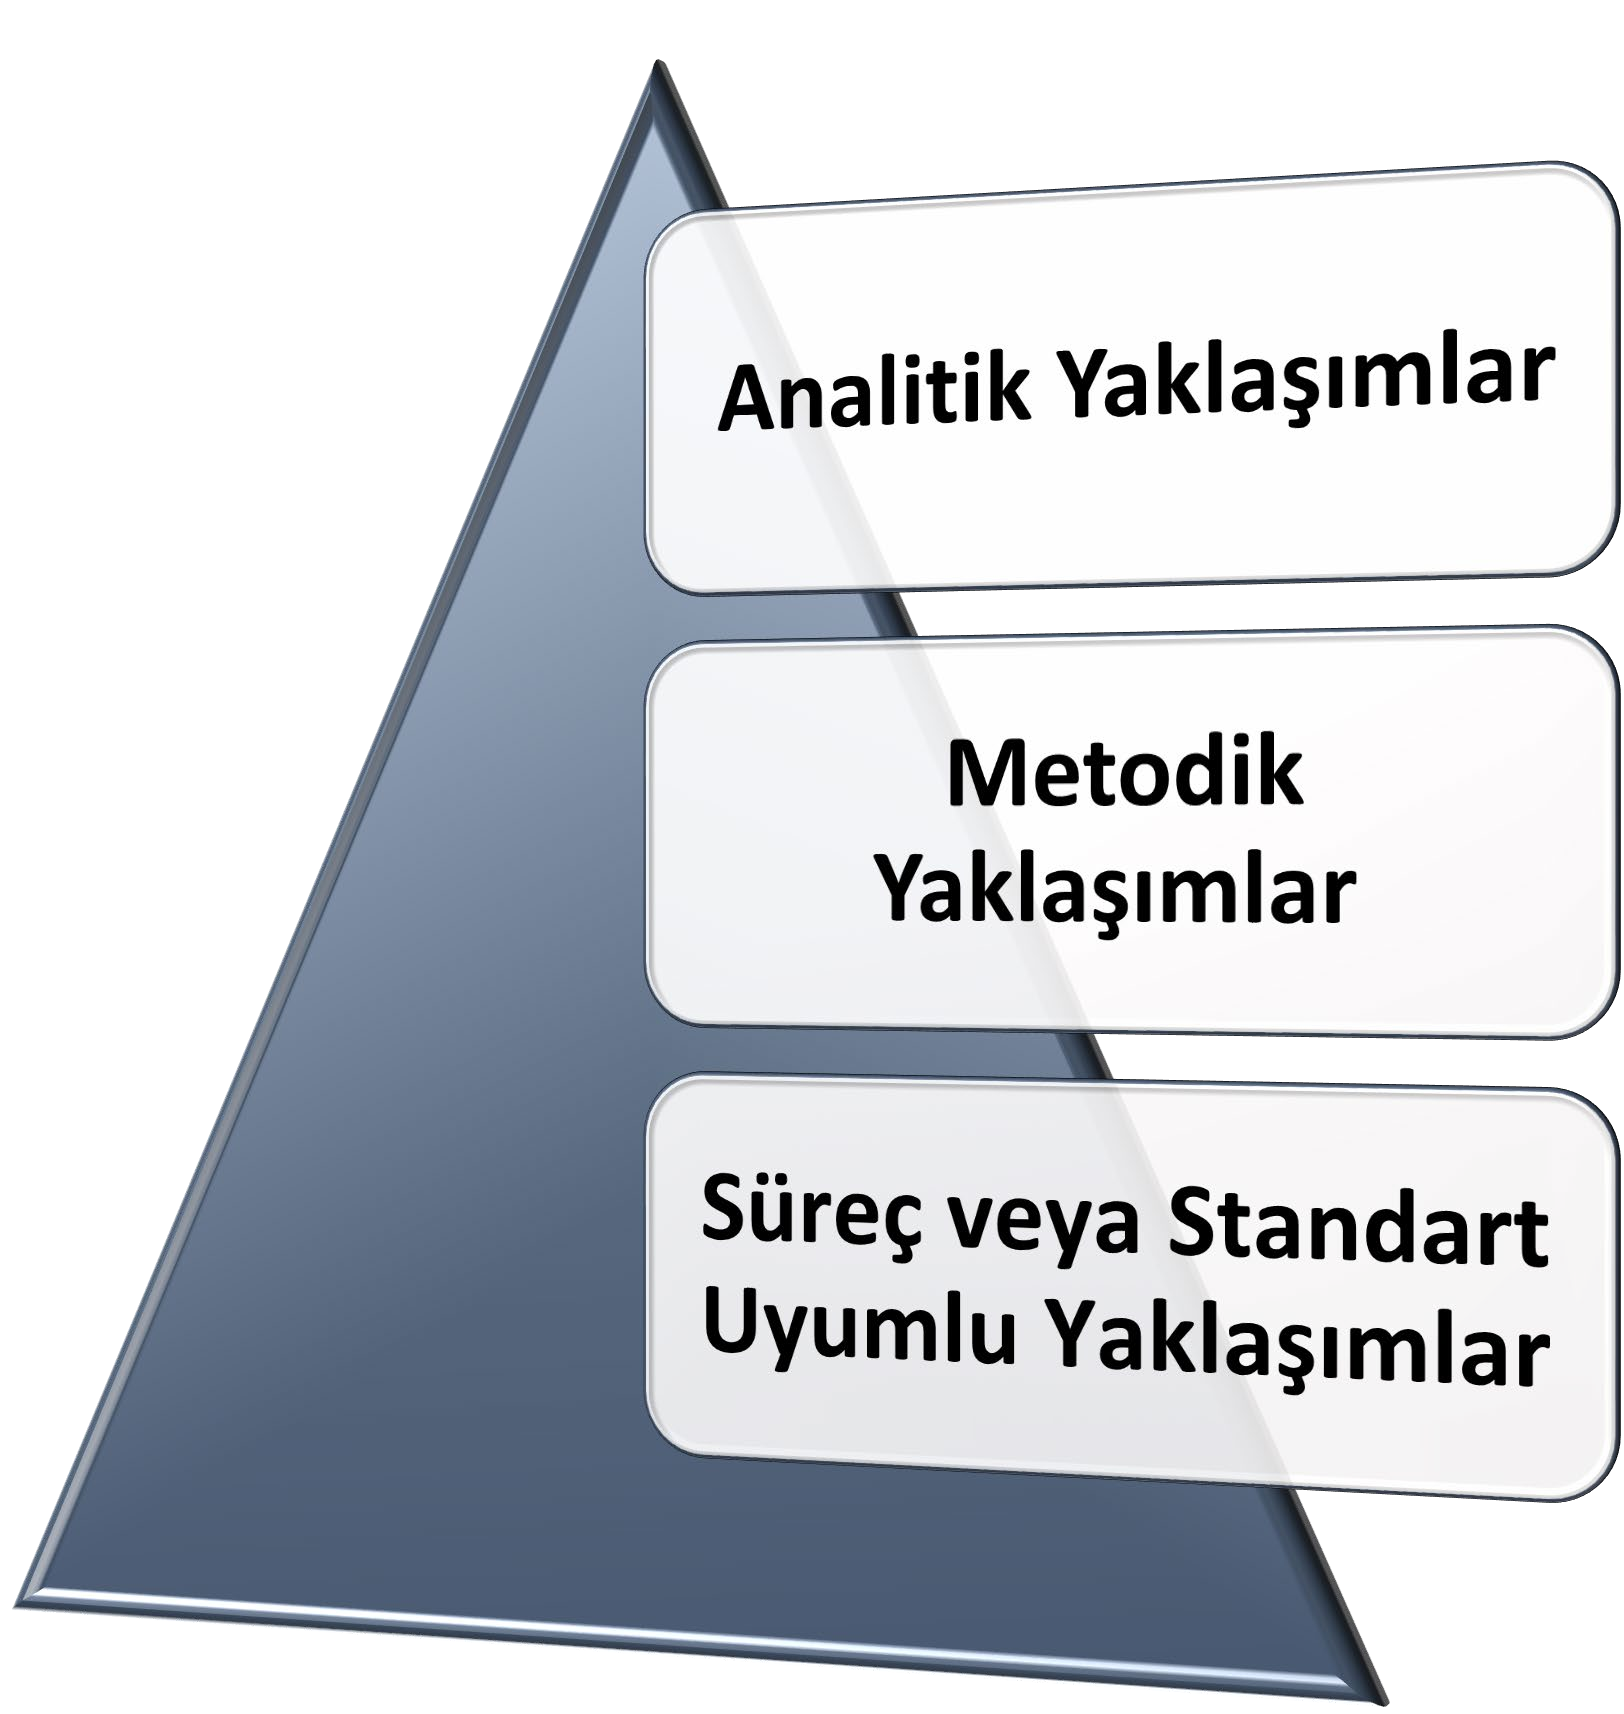 Analitik Yaklaşımlar
Metodik
Yaklaşımlar
Süreç veya Standart
Uyumlu Yaklaşımlar